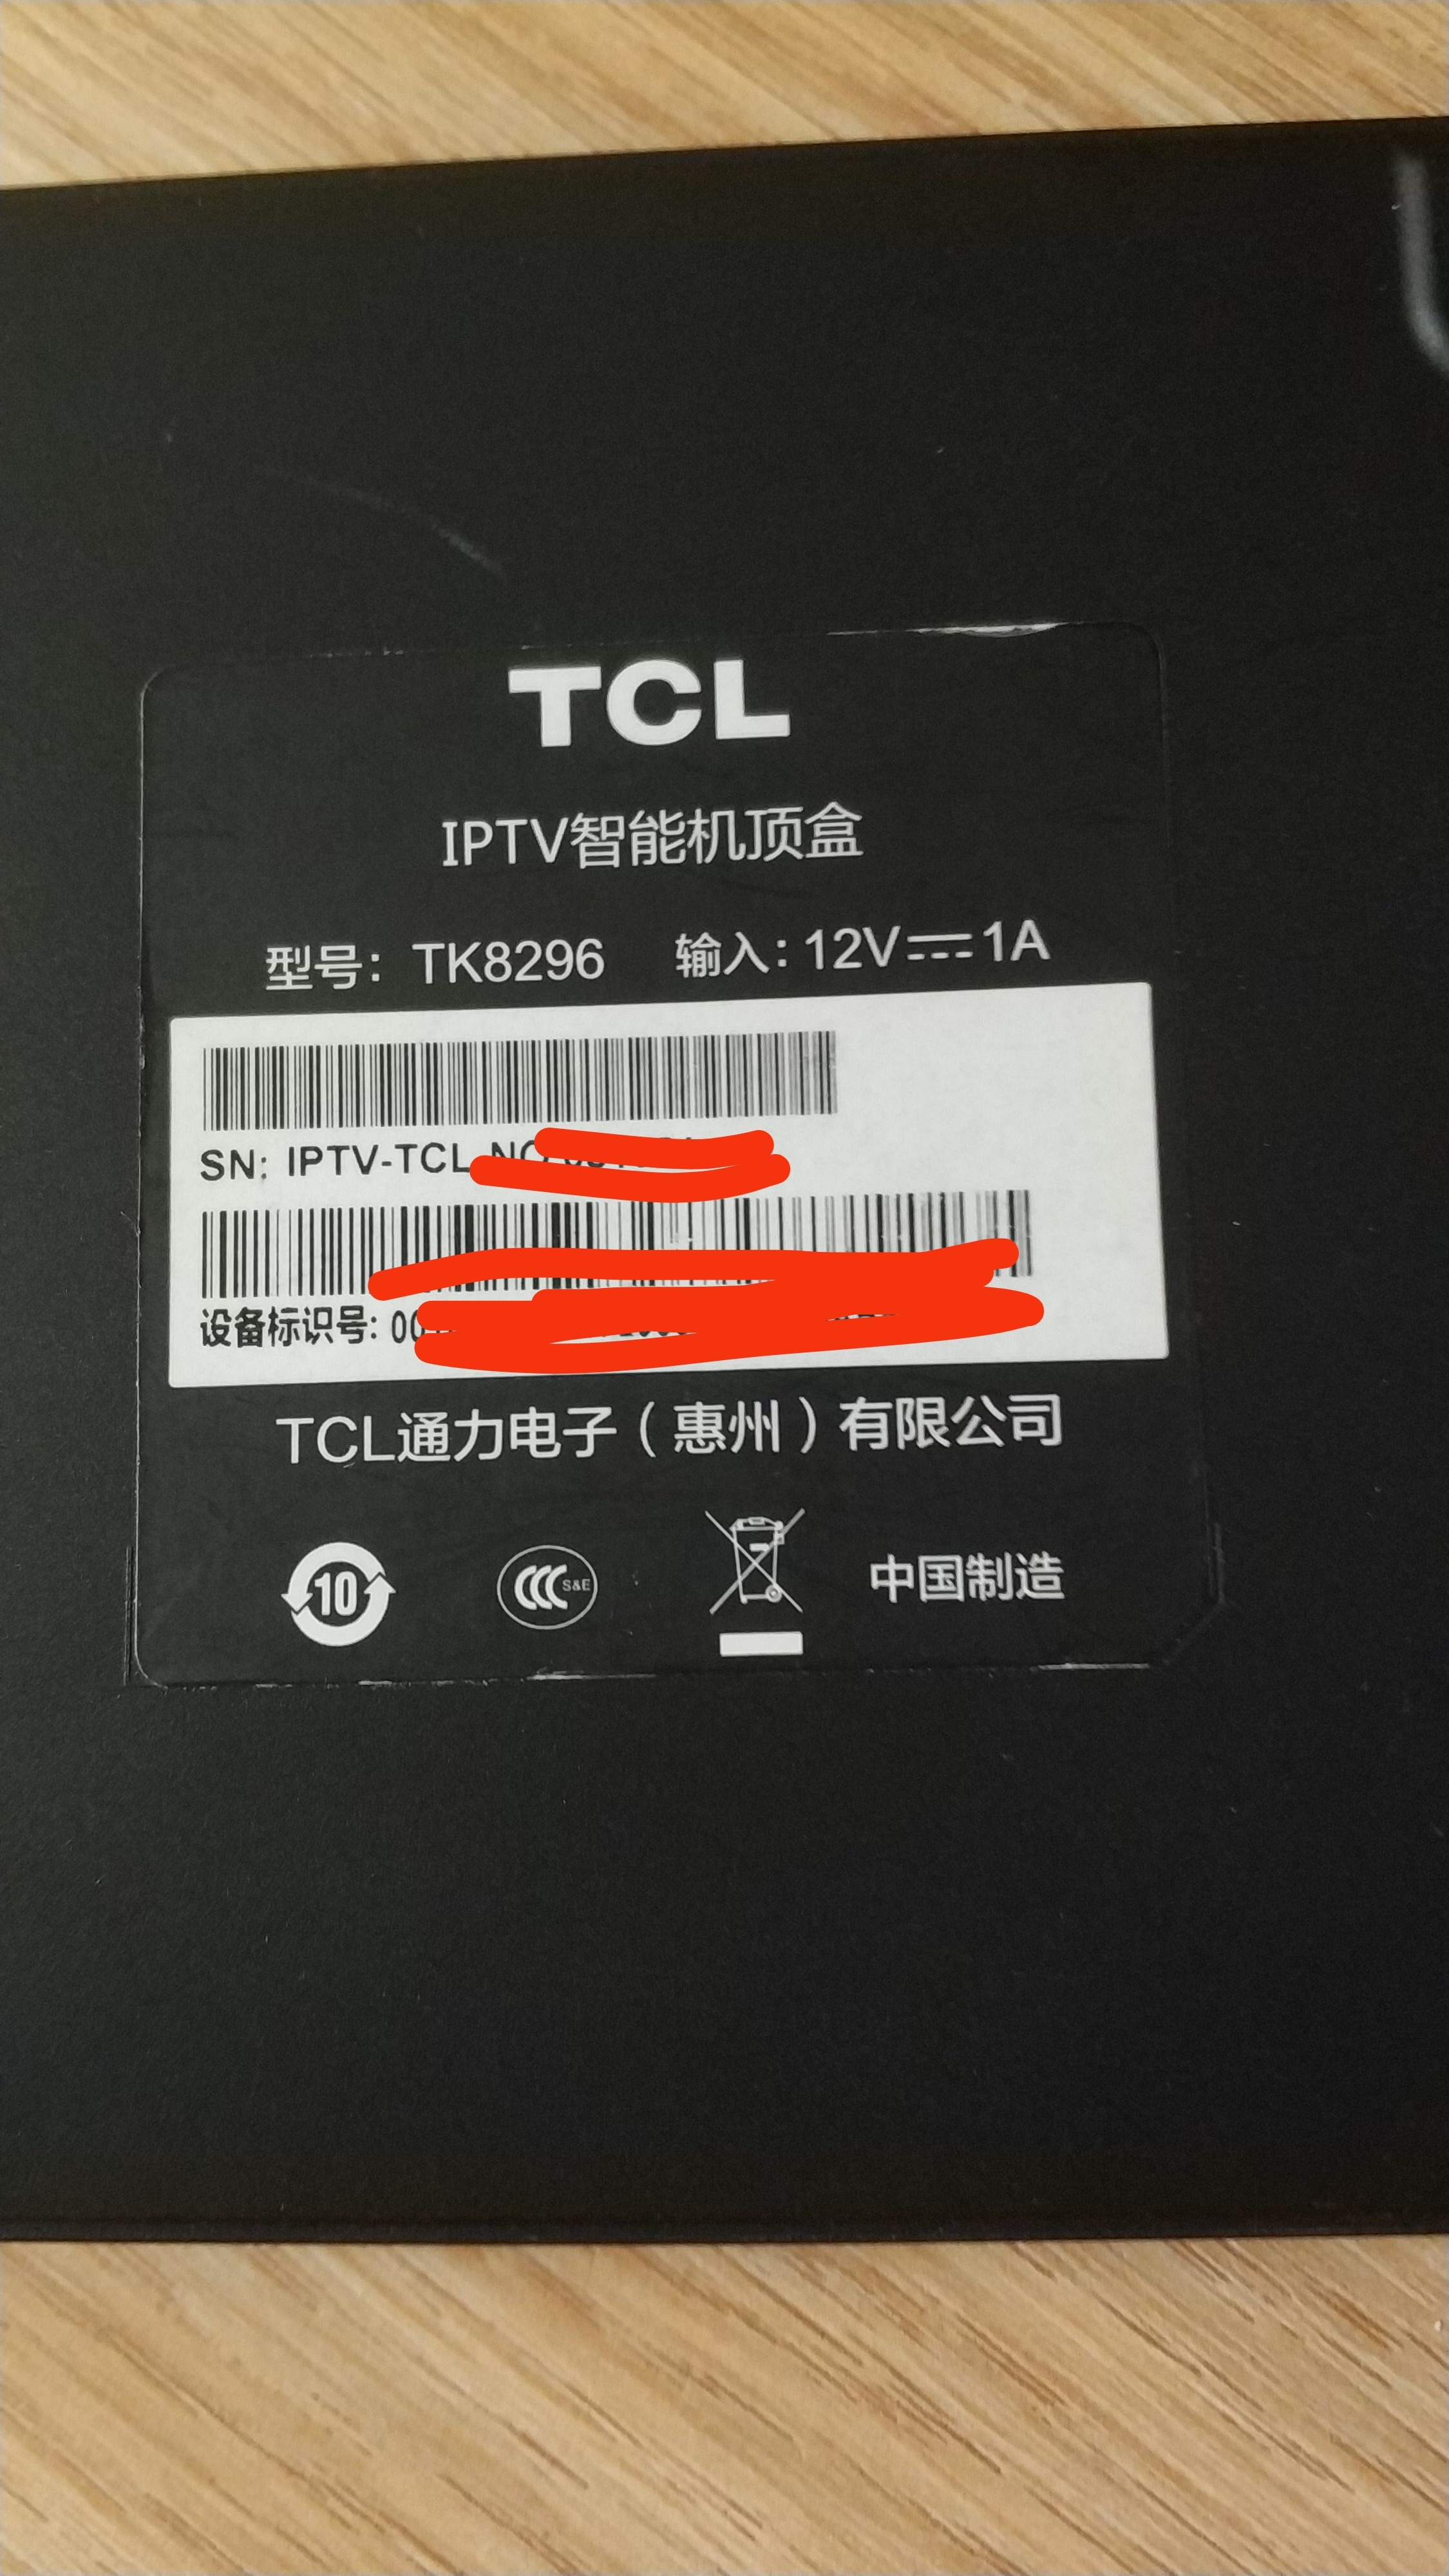 TCL
IPTV智能机顶盒
型号: TK8296 输入: 12V⎓1A
SN: IPTV-TCL
设备标识号: 00
TCL通力电子(惠州)有限公司
10
CCC S&E
中国制造